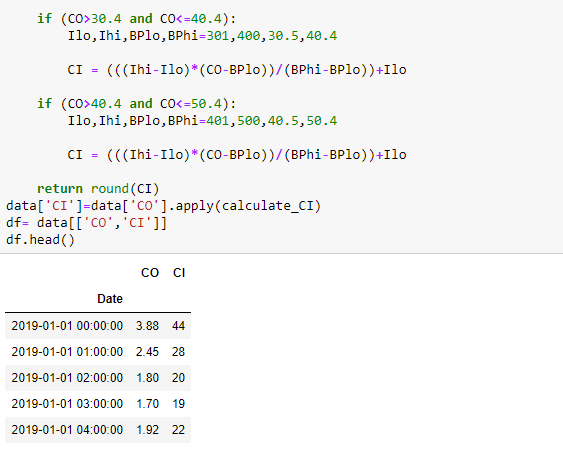 if (CO>30.4 and CO<=40.4):
Ilo,Ihi,BPlo,BPhi=301,400,30.5,40.4
CI = (((Ihi-Ilo)*(CO-BPlo))/(BPhi-BPlo))+Ilo
if (CO>40.4 and CO<=50.4):
Ilo,Ihi,BPlo,BPhi=401,500,40.5,50.4
CI = (((Ihi-Ilo)*(CO-BPlo))/(BPhi-BPlo))+Ilo
return round(CI)
data['CI']=data['CO'].apply(calculate_CI)
df= data[['CO','CI']]
df.head()
CO CI
Date
2019-01-01 00:00:00 3.88 44
2019-01-01 01:00:00 2.45 28
2019-01-01 02:00:00 1.80 20
2019-01-01 03:00:00 1.70 19
2019-01-01 04:00:00 1.92 22